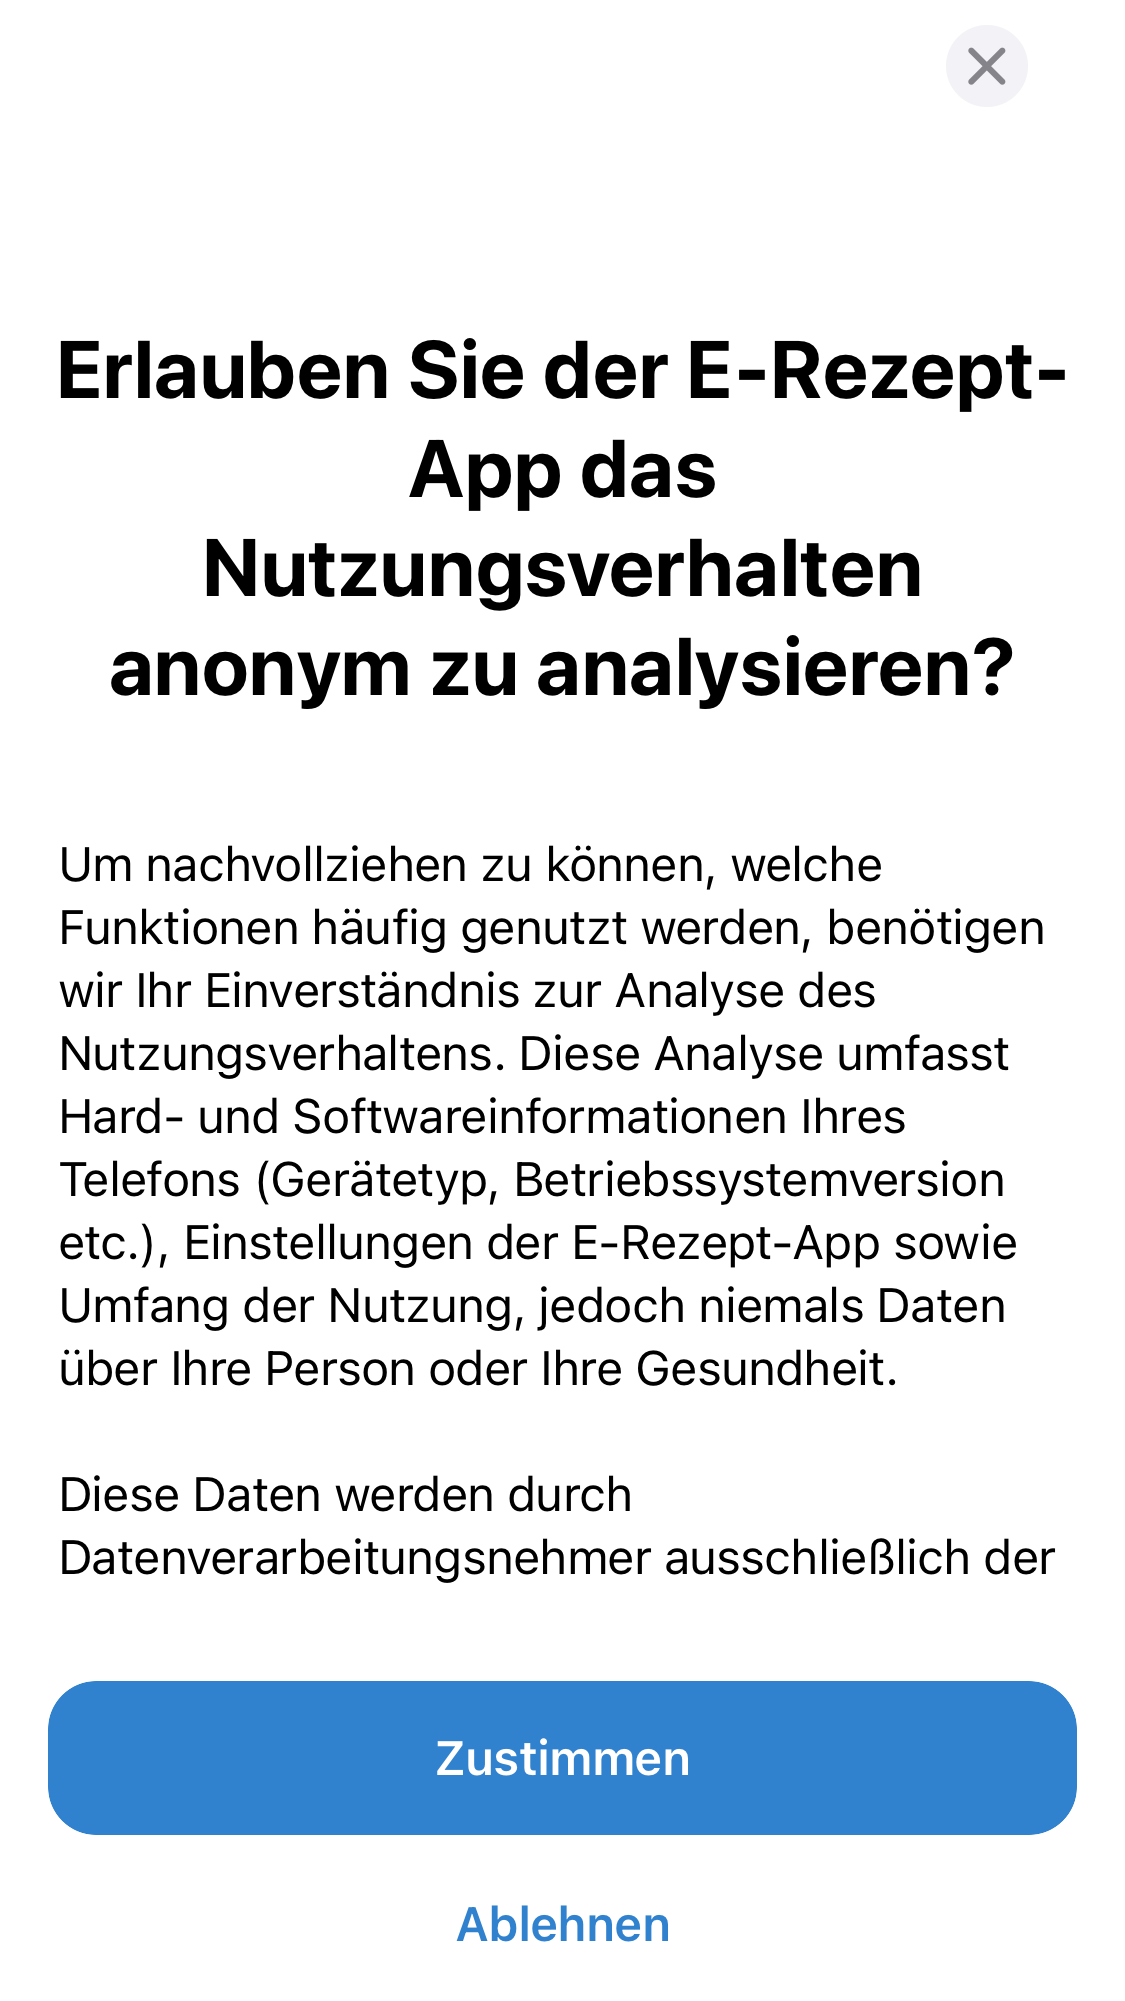 Erlauben Sie der E-Rezept-
App das
Nutzungsverhalten
anonym zu analysieren?
Um nachvollziehen zu können, welche
Funktionen häufig genutzt werden, benötigen
wir Ihr Einverständnis zur Analyse des
Nutzungsverhaltens. Diese Analyse umfasst
Hard- und Softwareinformationen Ihres
Telefons (Gerätetyp, Betriebssystemversion
etc.), Einstellungen der E-Rezept-App sowie
Umfang der Nutzung, jedoch niemals Daten
über Ihre Person oder Ihre Gesundheit.
Diese Daten werden durch
Datenverarbeitungsnehmer ausschließlich der
Zustimmen
Ablehnen